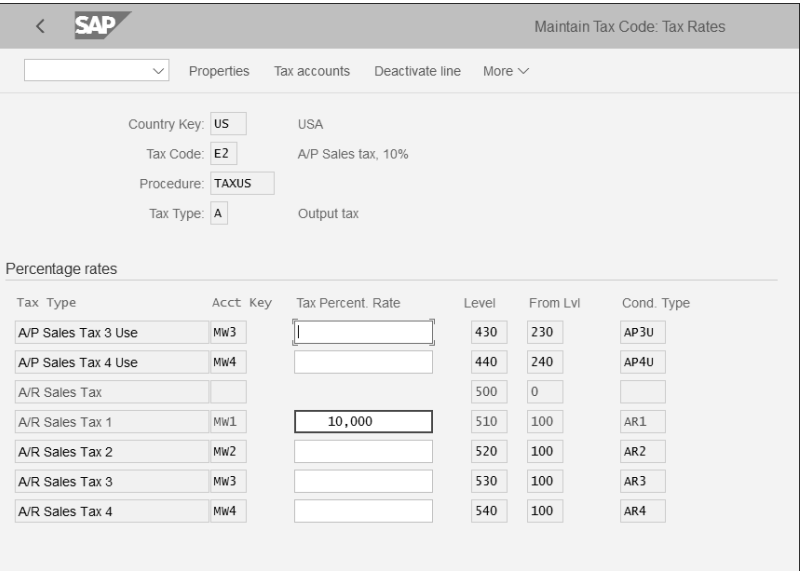 SAP Maintain Tax Code: Tax Rates
Properties Tax accounts Deactivate line More
Country Key: US USA
Tax Code: E2 A/P Sales tax, 10%
Procedure: TAXUS
Tax Type: A Output tax
Percentage rates
Tax Type Acct Key Tax Percent. Rate Level From Lvl Cond. Type
A/P Sales Tax 3 Use MW3 430 230 AP3U
A/P Sales Tax 4 Use MW4 440 240 AP4U
A/R Sales Tax 500 0
A/R Sales Tax 1 MW1 10,000 510 100 AR1
A/R Sales Tax 2 MW2 520 100 AR2
A/R Sales Tax 3 MW3 530 100 AR3
A/R Sales Tax 4 MW4 540 100 AR4